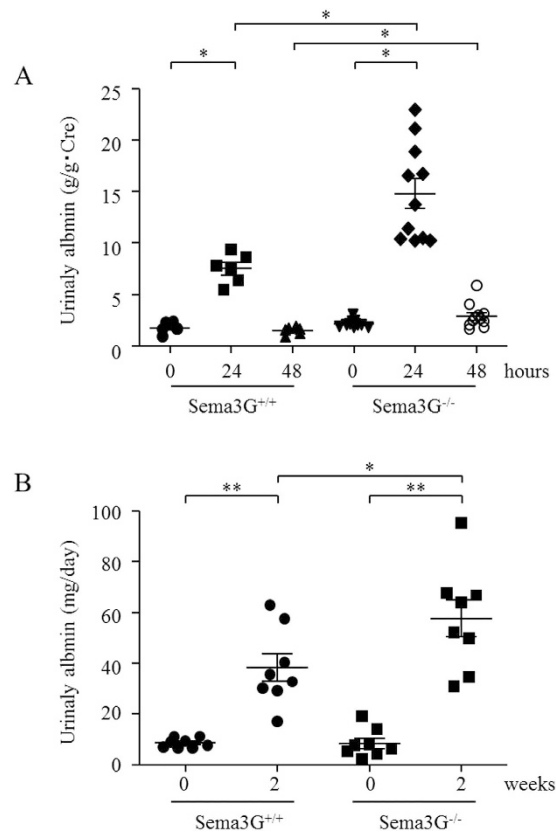 *
*
* *
A
Urinaly albmin (g/g·Cre)
25
20
15
10
5
0
0 24 48 0 24 48 hours
Sema3G+/+ Sema3G-/-
B
*
** **
Urinaly albmin (mg/day)
100
80
60
40
20
0
0 2 0 2 weeks
Sema3G+/+ Sema3G-/-